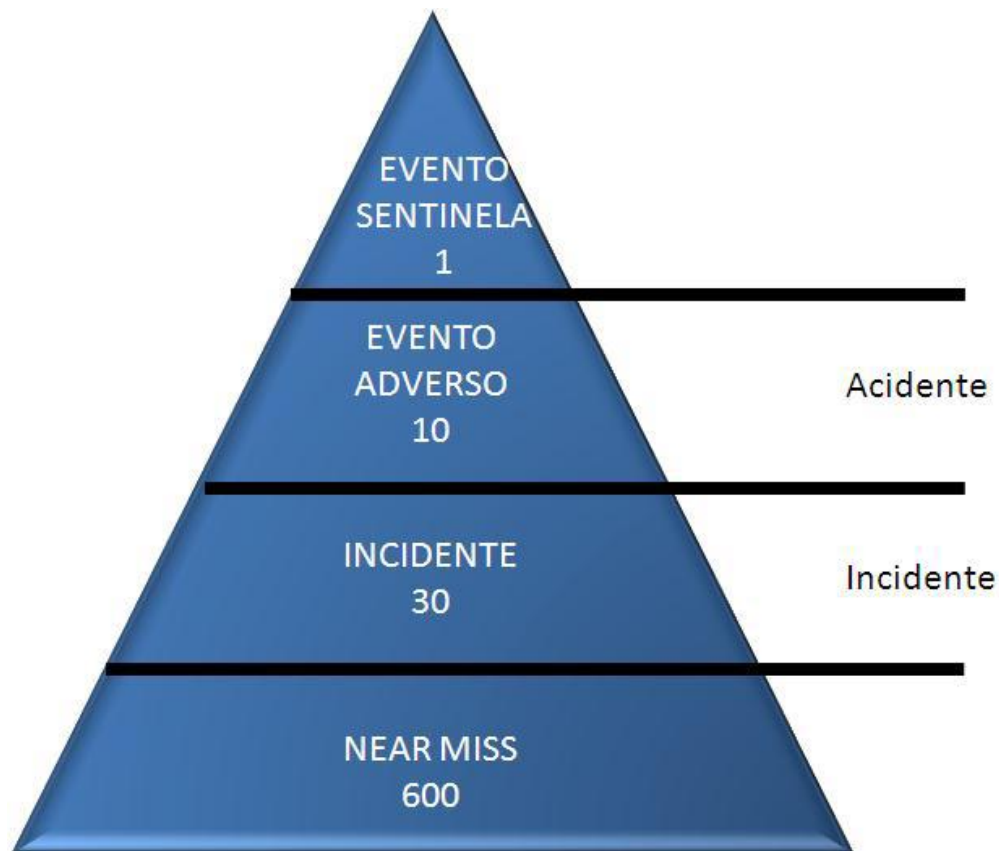 EVENTO
SENTINELA
1
EVENTO
ADVERSO
10
Acidente
INCIDENTE
30
Incidente
NEAR MISS
600